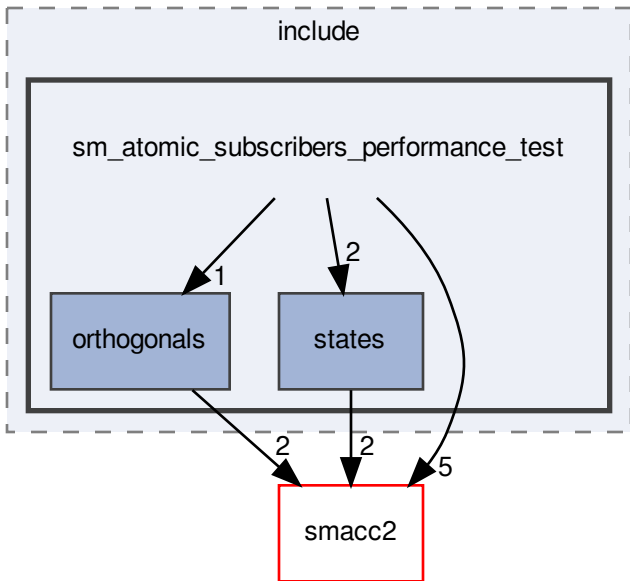 include
sm_atomic_subscribers_performance_test
1
2
orthogonals
states
2
2
5
smacc2